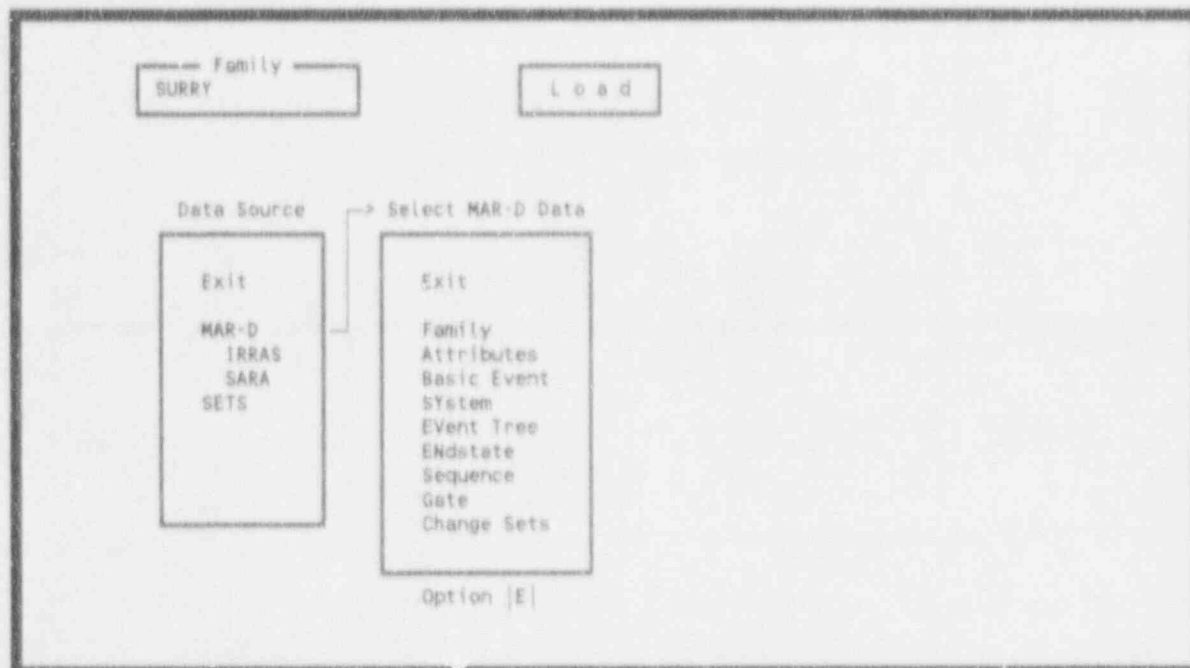 Family
SURRY
L o a d
Data Source
Exit
MAR-D
IRRAS
SARA
SETS
Select MAR-D Data
Exit
Family
Attributes
Basic Event
SYstem
EVent Tree
ENdstate
Sequence
Gate
Change Sets
Option |E|